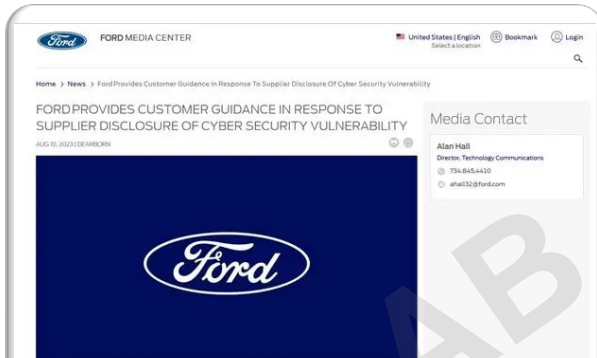 Ford FORD MEDIA CENTER United States | English Bookmark Login
Select a location
Home > News > Ford Provides Customer Guidance In Response To Supplier Disclosure Of Cyber Security Vulnerability
FORD PROVIDES CUSTOMER GUIDANCE IN RESPONSE TO
SUPPLIER DISCLOSURE OF CYBER SECURITY VULNERABILITY
AUG 10, 2023 | DEARBORN
Ford
Media Contact
Alan Hall
Director, Technology Communications
734.845.4410
ahall32@ford.com
AB